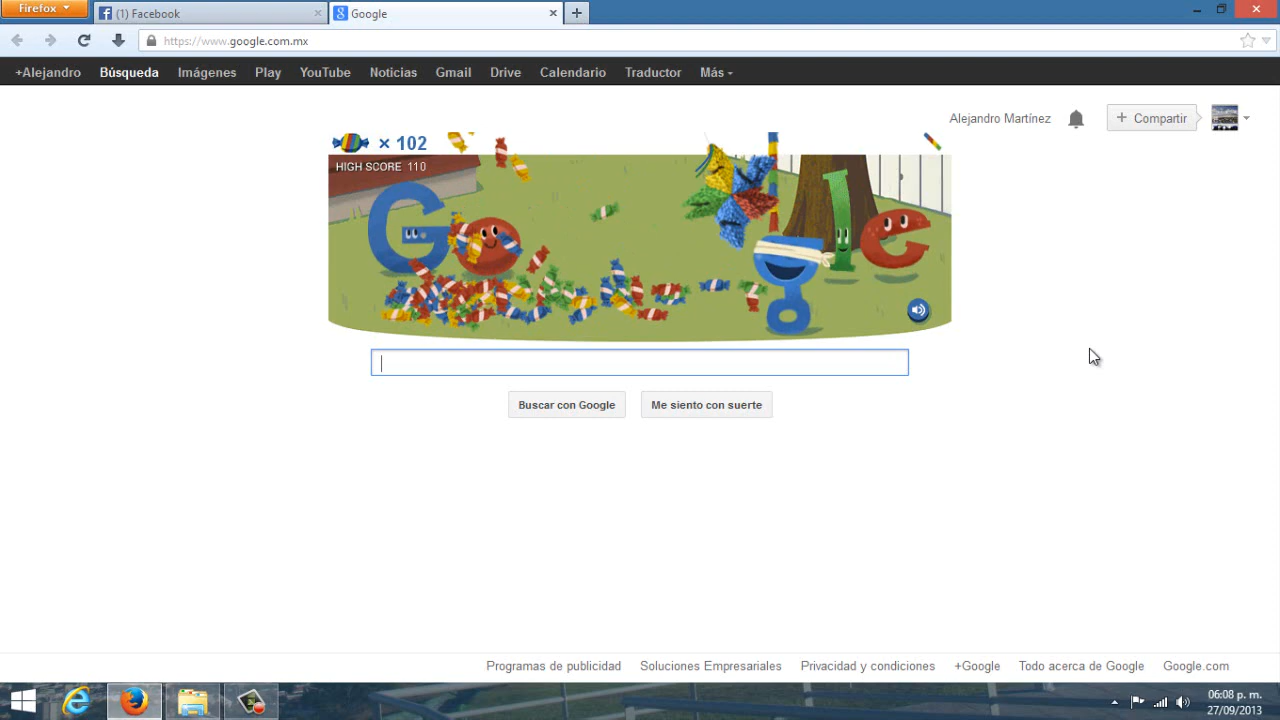 Firefox
(1) Facebook
Google
https://www.google.com.mx
+Alejandro Búsqueda Imágenes Play YouTube Noticias Gmail Drive Calendario Traductor Más
Alejandro Martínez
+ Compartir
× 102
HIGH SCORE 110
Buscar con Google
Me siento con suerte
Programas de publicidad Soluciones Empresariales Privacidad y condiciones +Google Todo acerca de Google Google.com
06:08 p. m.
27/09/2013